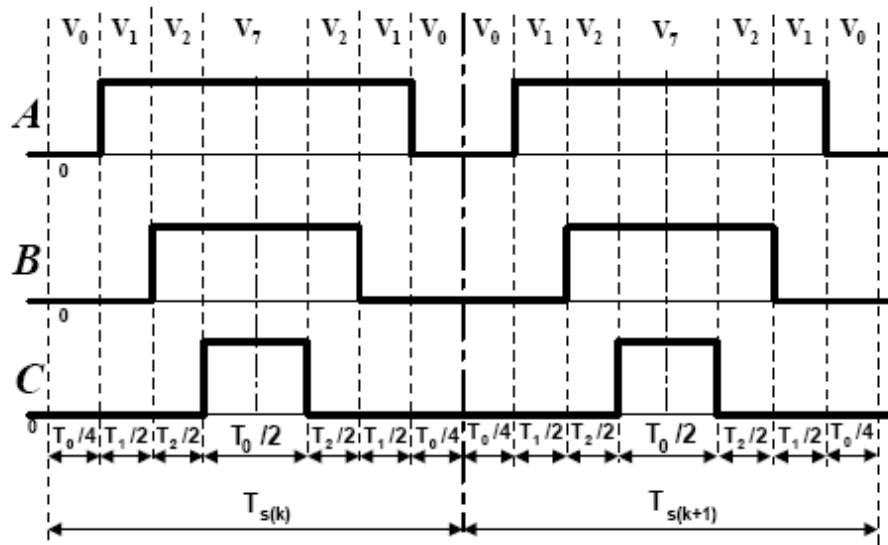 V₀ V₁ V₂ V₇ V₂ V₁ V₀ V₀ V₁ V₂ V₇ V₂ V₁ V₀
A
0
B
0
C
0
T₀/4 T₁/2 T₂/2 T₀/2 T₂/2 T₁/2 T₀/4 T₀/4 T₁/2 T₂/2 T₀/2 T₂/2 T₁/2 T₀/4
Tₛ₍ₖ₎ Tₛ₍ₖ₊₁₎